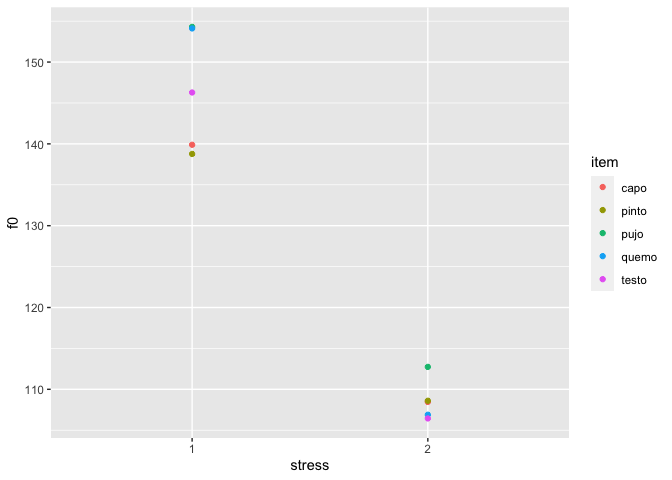 f0
150
140
130
120
110
1 2
stress
item
capo
pinto
pujo
quemo
testo